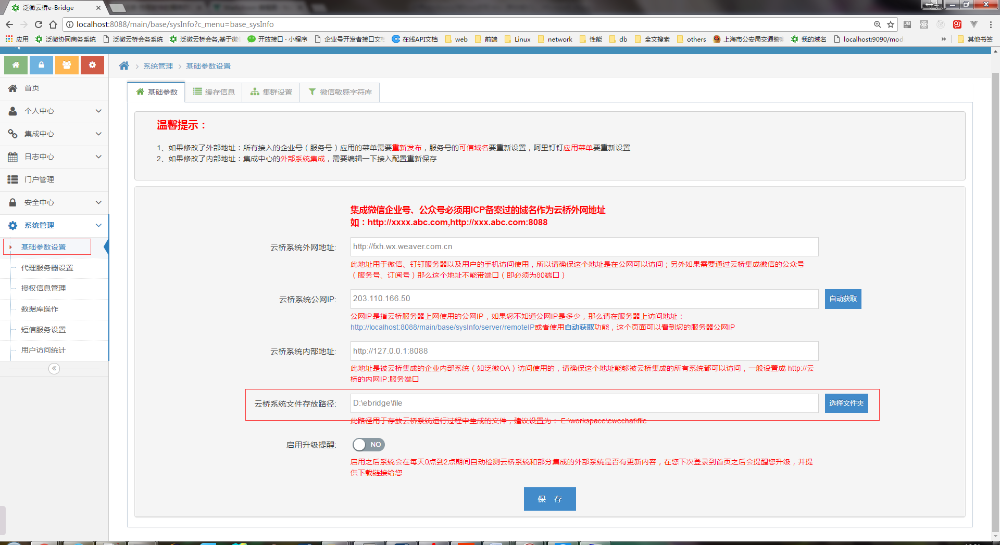 泛微云桥e-Bridge
localhost:8088/main/base/sysInfo?c_menu=base_sysInfo
应用
泛微协同商务系统
泛微云桥会务系统
泛微云桥会务,基于微
开放接口 · 小程序
企业号开发者接口文
在线API文档
web
前端
Linux
network
性能
db
全文搜索
others
上海市公安局交通警
我的域名
localhost:9090/mod
»
其他书签
系统管理
基础参数设置
首页
个人中心
集成中心
日志中心
门户管理
安全中心
系统管理
基础参数设置
代理服务器设置
授权信息管理
数据库操作
短信服务设置
用户访问统计
基础参数
缓存信息
集群设置
微信敏感字符库
温馨提示：
1、如果修改了外部地址：所有接入的企业号（服务号）应用的菜单需要重新发布，服务号的可信域名要重新设置，阿里钉钉应用菜单要重新设置
2、如果修改了内部地址：集成中心的外部系统集成，需要编辑一下接入配置重新保存
集成微信企业号、公众号必须用ICP备案过的域名作为云桥外网地址
如：http://xxxx.abc.com,http://xxx.abc.com:8088
云桥系统外网地址:
http://fxh.wx.weaver.com.cn
此地址用于微信、钉钉服务器以及用户的手机访问使用，所以请确保这个地址是在公网可以访问；另外如果需要通过云桥集成微信的公众号
（服务号、订阅号）那么这个地址不能带端口（即必须为80端口）
云桥系统公网IP:
203.110.166.50
自动获取
公网IP是指云桥服务器上网使用的公网IP，如果您不知道公网IP是多少，那么请在服务器上访问地址：
http://localhost:8088/main/base/sysInfo/server/remoteIP或者使用自动获取功能，这个页面可以看到您的服务器公网IP
云桥系统内部地址:
http://127.0.0.1:8088
此地址是被云桥集成的企业内部系统（如泛微OA）访问使用的，请确保这个地址能够被云桥集成的所有系统都可以访问，一般设置成 http://云
桥的内网IP:服务端口
云桥系统文件存放路径:
D:\ebridge\file
选择文件夹
此路径用于存放云桥系统运行过程中生成的文件，建议设置为： E:\workspace\ewechat\file
启用升级提醒:
NO
启用之后系统会在每天0点到2点期间自动检测云桥系统和部分集成的外部系统是否有更新内容，在您下次登录到首页之后会提醒您升级，并提
供下载链接给您
保 存